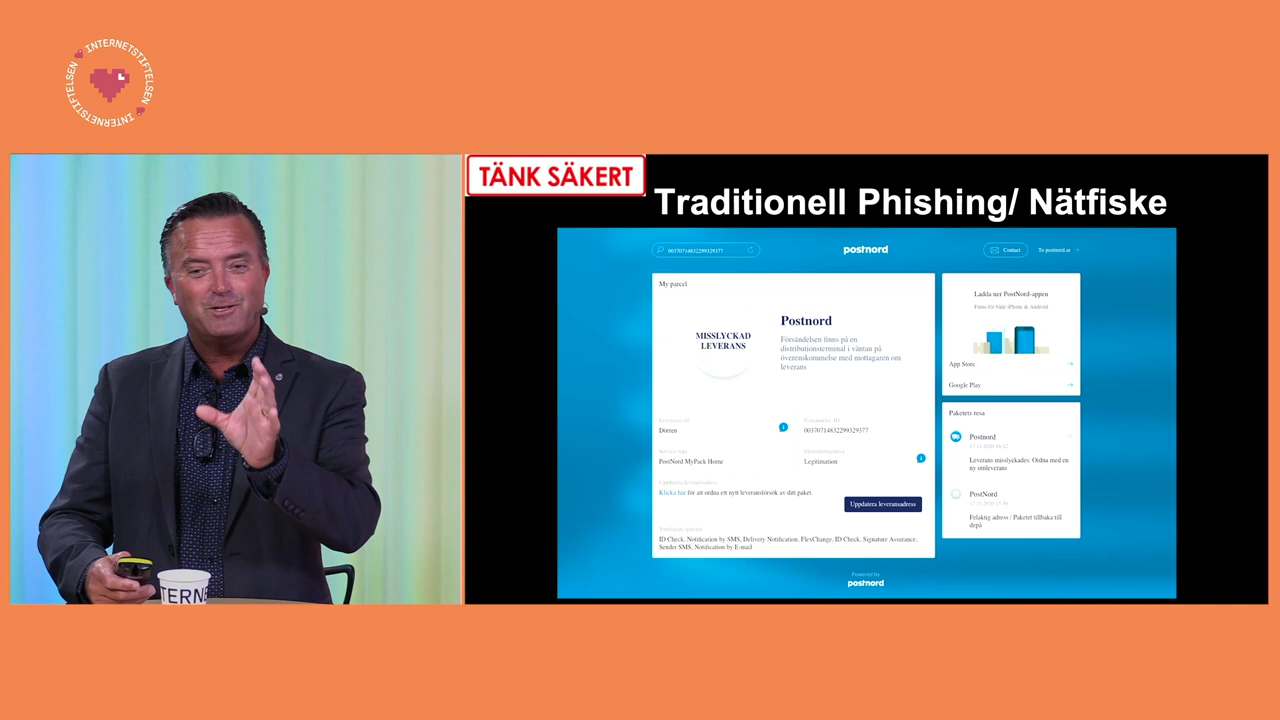 INTERNETSTIFTELSEN
INTERNETSTIFTELSEN
TÄNK SÄKERT
Traditionell Phishing/ Nätfiske
00370714832299329377
postnord
Contact
To postnord.se
My parcel
MISSLYCKAD
LEVERANS
Postnord
Försändelsen finns på en
distributionsterminal i väntan på
överenskommelse med mottagaren om
leverans
Dörren
00370714832299329377
PostNord MyPack Home
Legitimation
Uppdatera leveransadress
Klicka här för att ordna ett nytt leveransförsök av ditt paket.
Uppdatera leveransadress
ID Check, Notification by SMS, Delivery Notification, FlexChange, ID Check, Signature Assurance,
Sender SMS, Notification by E-mail
Ladda ner PostNord-appen
Finns för både iPhone & Android
App Store
Google Play
Paketets resa
Postnord
Leverans misslyckades: Ordna med en
ny omleverans
PostNord
Felaktig adress / Paketet tillbaka till
depå
Powered by
postnord
TERNE